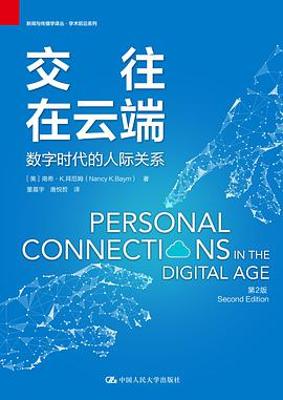 新闻与传播学译丛·学术前沿系列
交 往
在云端
数字时代的人际关系
[美] 南希·K.拜厄姆（Nancy K.Baym） 著
董晨宇 唐悦哲 译
PERSONAL
CONNECTIONS IN THE
DIGITAL AGE
第2版
Second Edition
中国人民大学出版社